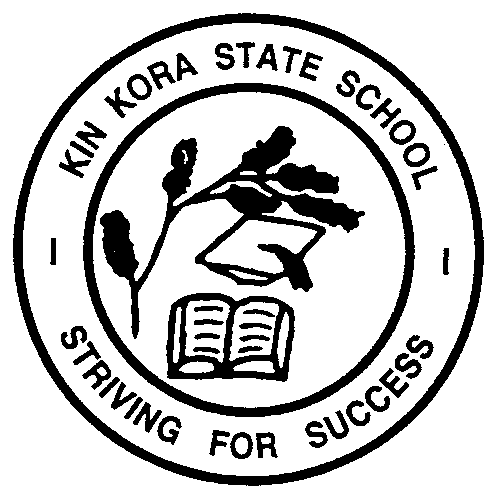 KIN KORA STATE SCHOOL
STRIVING FOR SUCCESS